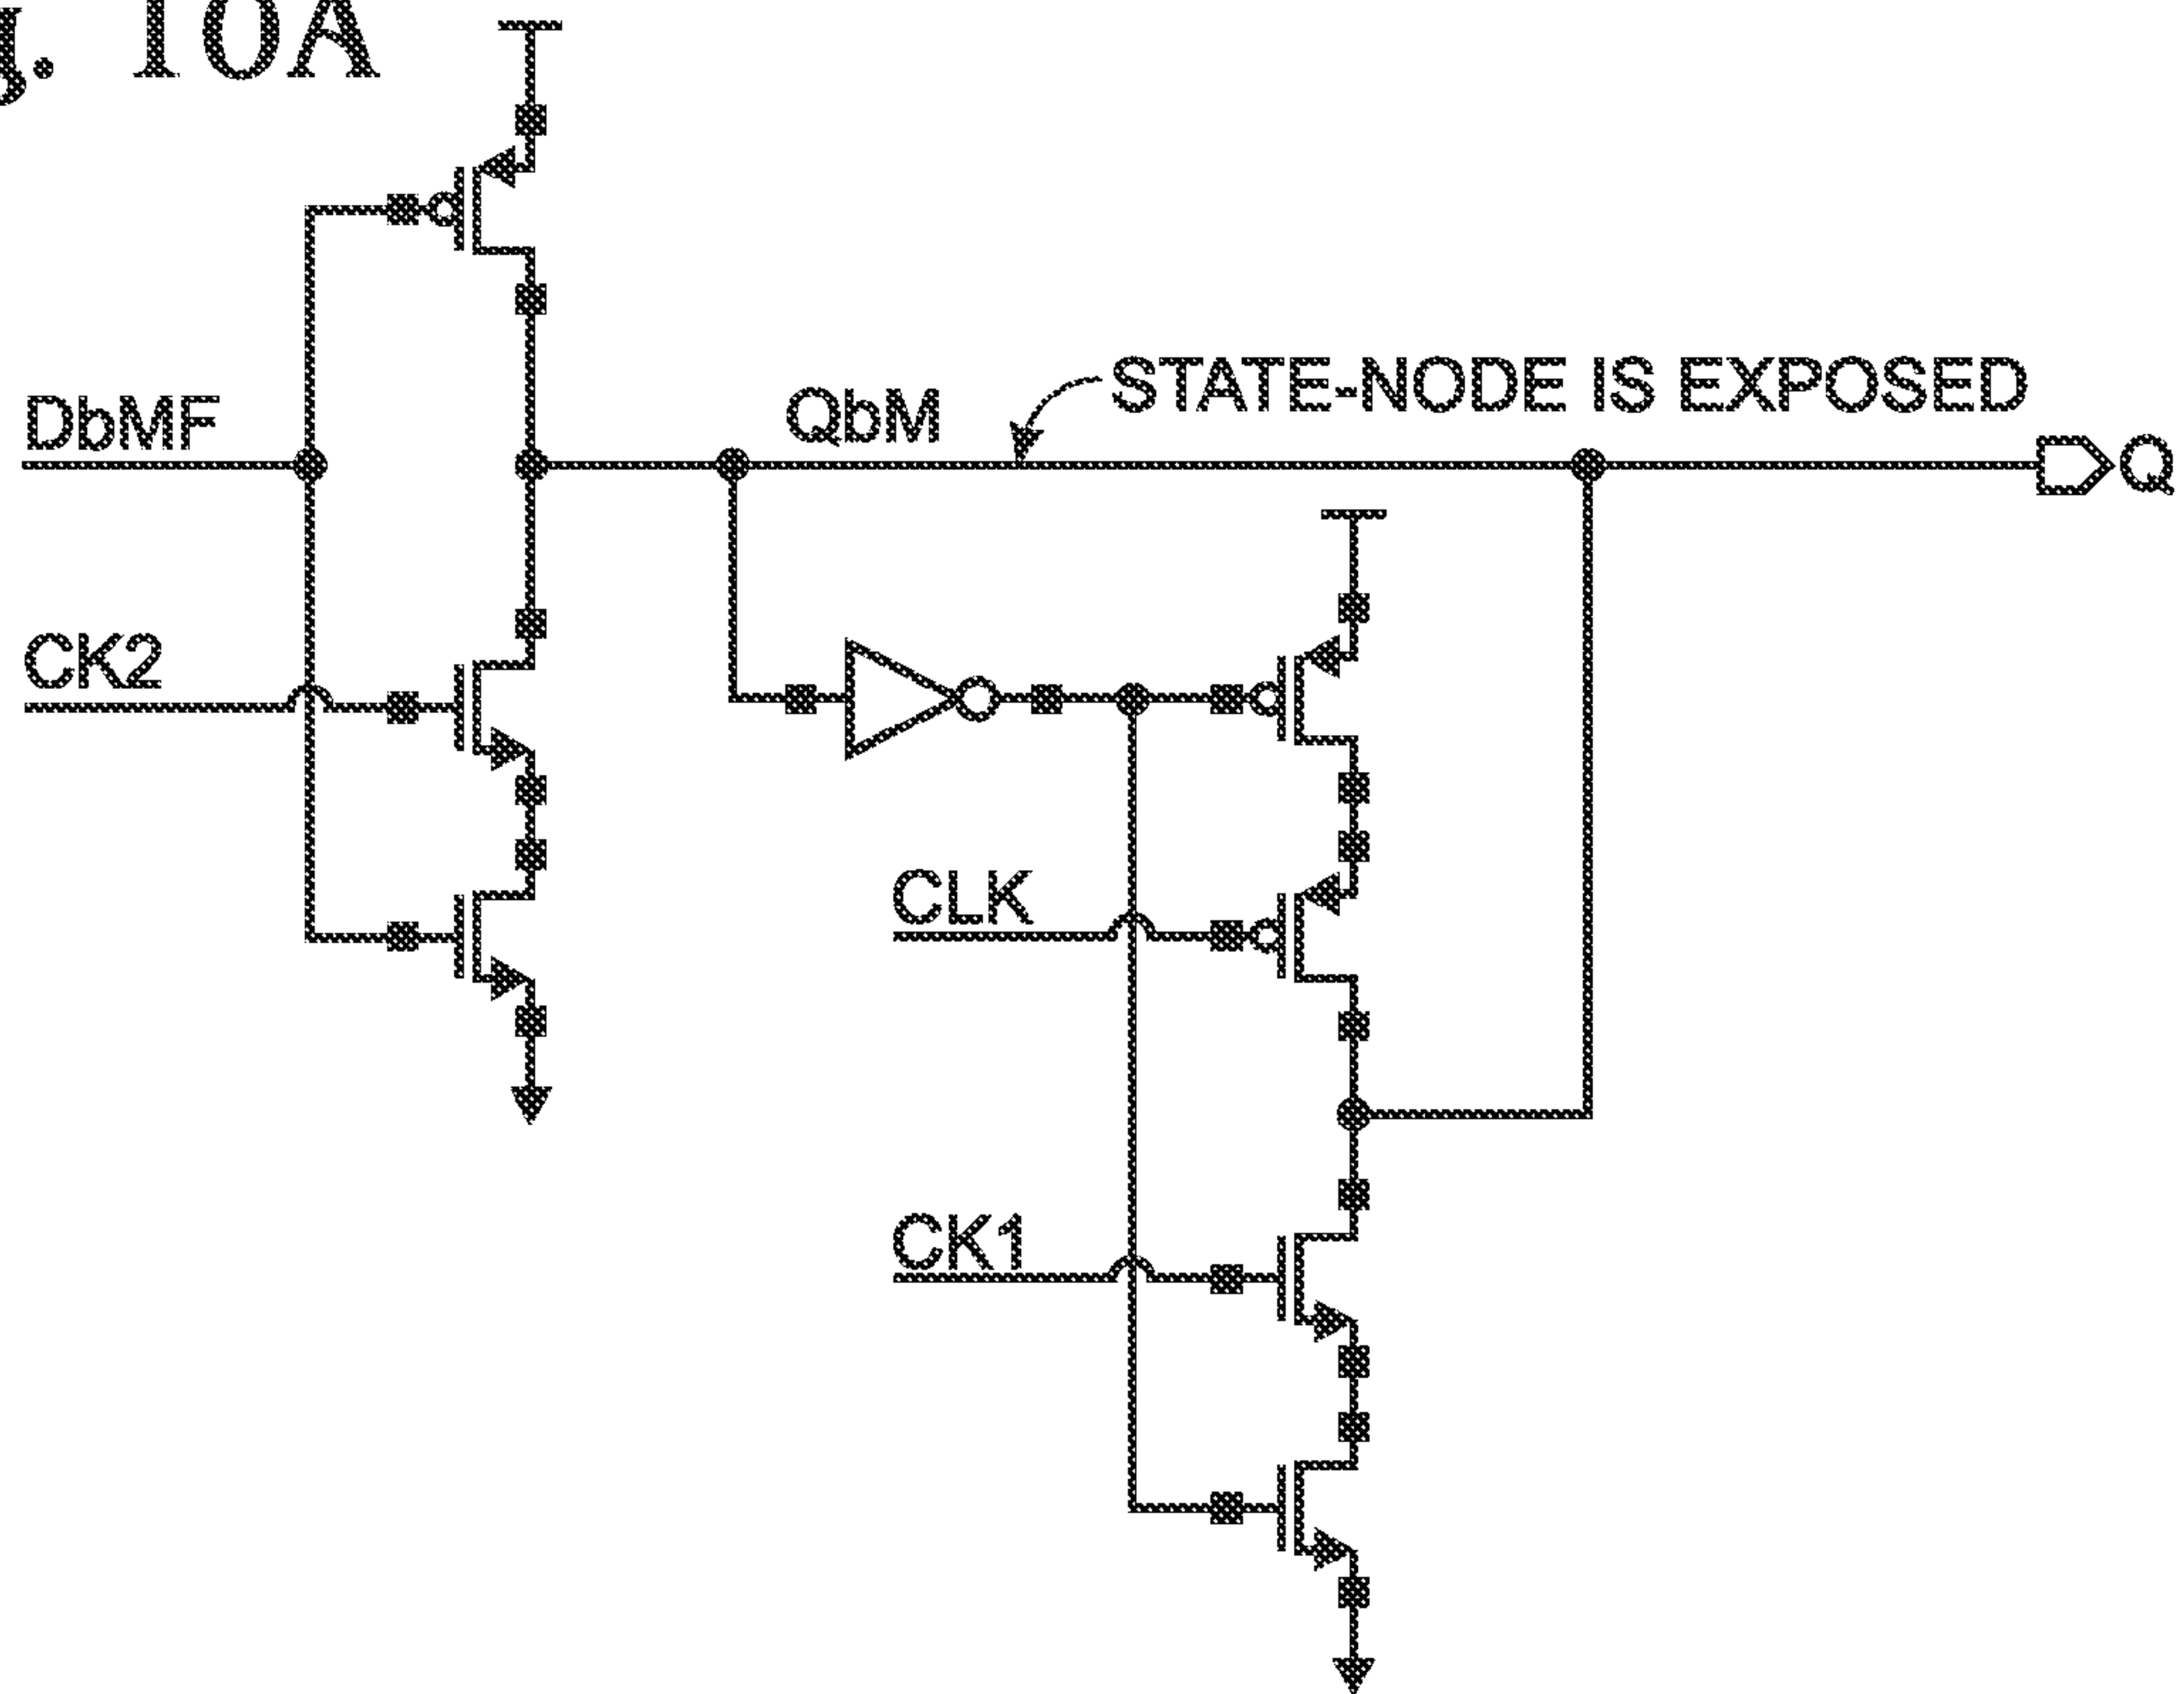 g. 10A
STATE-NODE IS EXPOSED
DbMF
QbM
Q
CK2
CLK
CK1